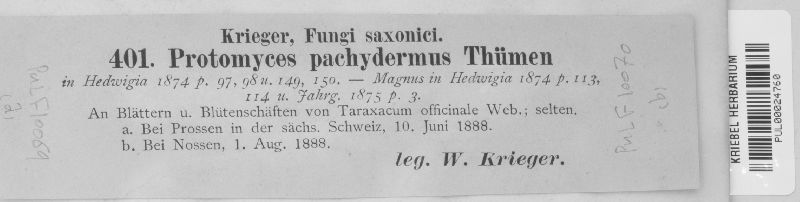 Krieger, Fungi saxonici.
401. Protomyces pachydermus Thümen
in Hedwigia 1874 p. 97, 98 u. 149, 150. — Magnus in Hedwigia 1874 p. 113,
114 u. Jahrg. 1875 p. 3.
An Blättern u. Blütenschäften von Taraxacum officinale Web.; selten.
a. Bei Prossen in der sächs. Schweiz, 10. Juni 1888.
b. Bei Nossen, 1. Aug. 1888.
leg. W. Krieger.
PuLF10069
(a)
PuLF10070
(b)
KRIEBEL HERBARIUM
PUL00024760